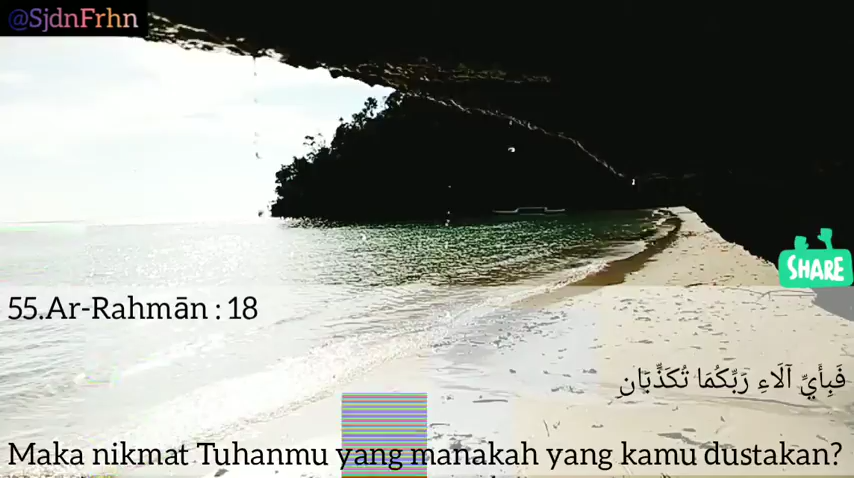 @SjdnFrhn
SHARE
55.Ar-Rahmān : 18
فَبِأَيِّ آلَاءِ رَبِّكُمَا تُكَذِّبَانِ
Maka nikmat Tuhanmu yang manakah yang kamu dustakan?